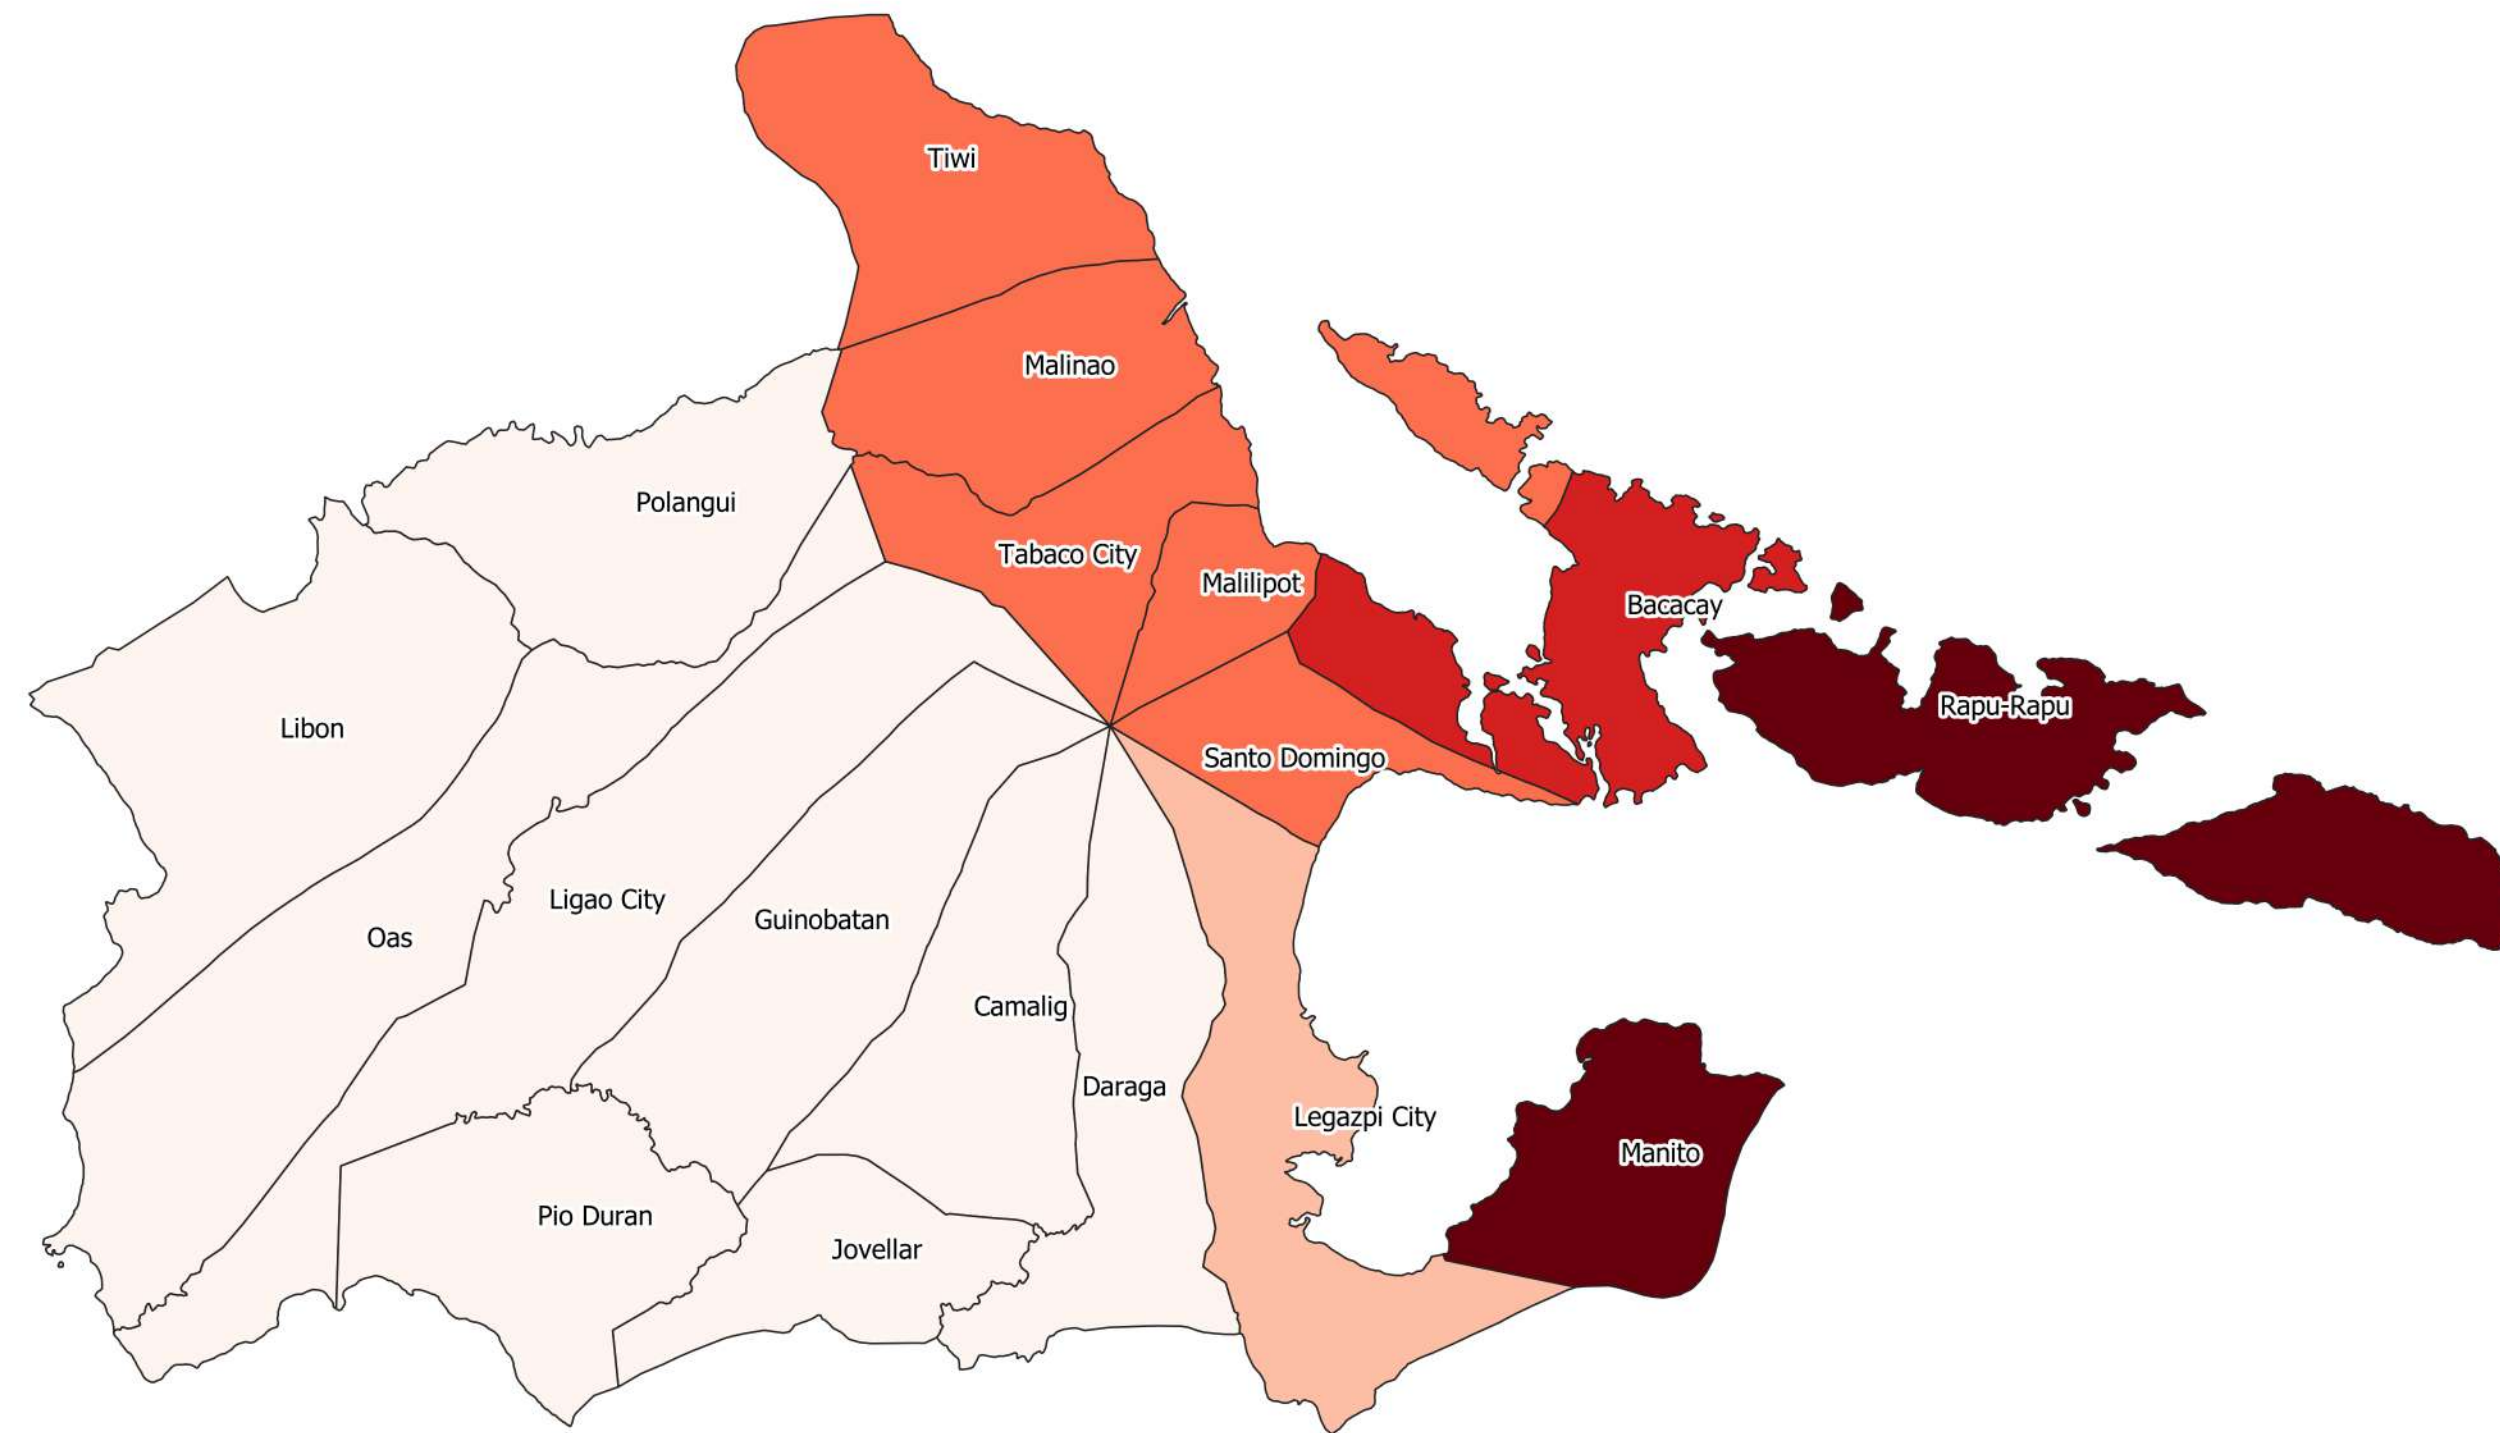 Tiwi
Malinao
Polangui
Tabaco City
Malilipot
Bacacay
Rapu-Rapu
Libon
Santo Domingo
Ligao City
Guinobatan
Oas
Camalig
Daraga
Legazpi City
Manito
Pio Duran
Jovellar